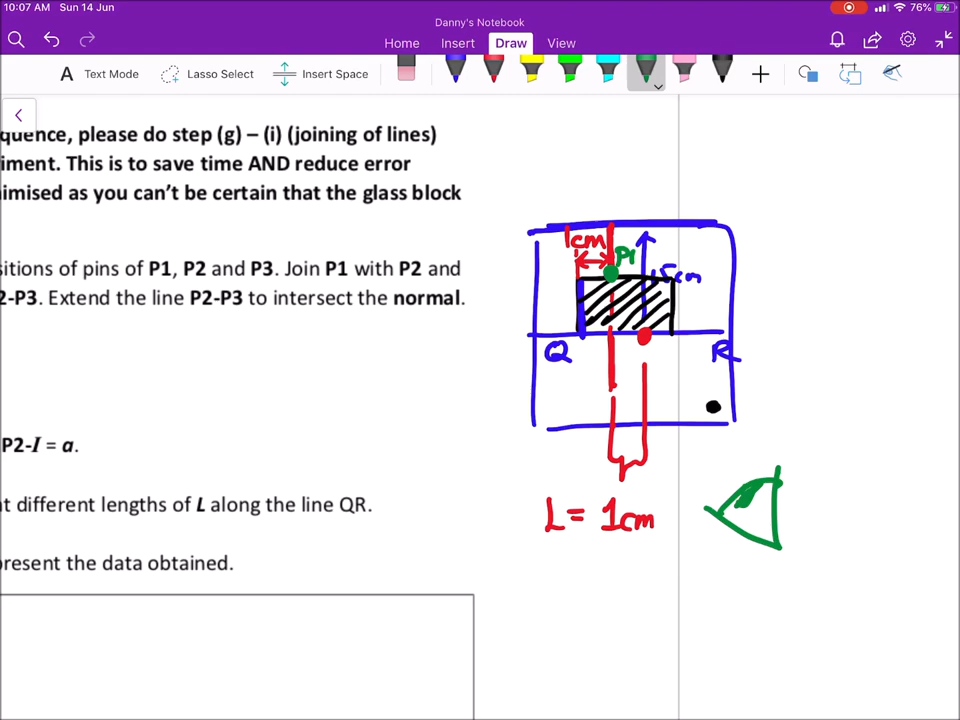 10:07 AM Sun 14 Jun
76%
Danny's Notebook
Home Insert Draw View
A Text Mode Lasso Select Insert Space
quence, please do step (g) – (i) (joining of lines)
iment. This is to save time AND reduce error
imised as you can't be certain that the glass block
sitions of pins of P1, P2 and P3. Join P1 with P2 and
2-P3. Extend the line P2-P3 to intersect the normal.
P2-I = a.
at different lengths of L along the line QR.
present the data obtained.
1cm
P1
Q R
L = 1cm